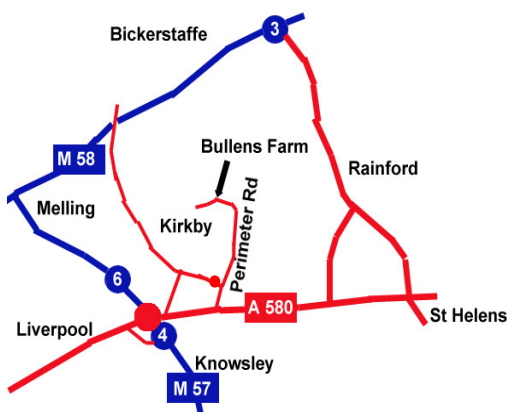 3
Bickerstaffe
M 58
Bullens Farm
Rainford
Melling
Kirkby
Perimeter Rd
6
A 580
St Helens
Liverpool
4
Knowsley
M 57